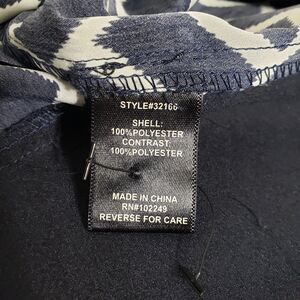 STYLE#32166
SHELL:
100%POLYESTER
CONTRAST:
100%POLYESTER
MADE IN CHINA
RN#102249
REVERSE FOR CARE